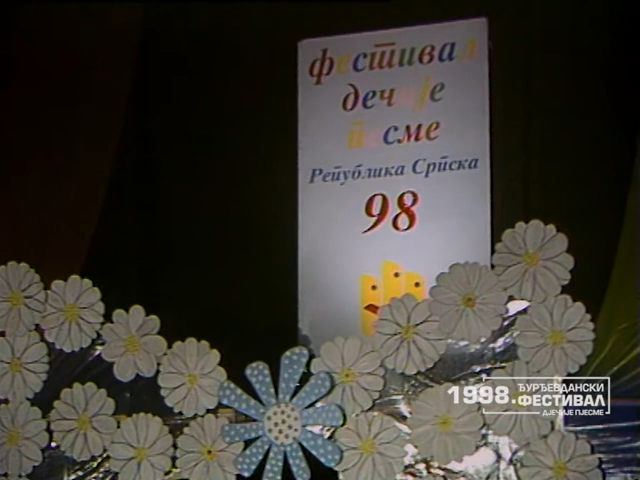 фестивал
дечије
песме
Република Српска
98
1998.
ЂУРЂЕВДАНСКИ
ФЕСТИВАЛ
ДЈЕЧИЈЕ ПЈЕСМЕ